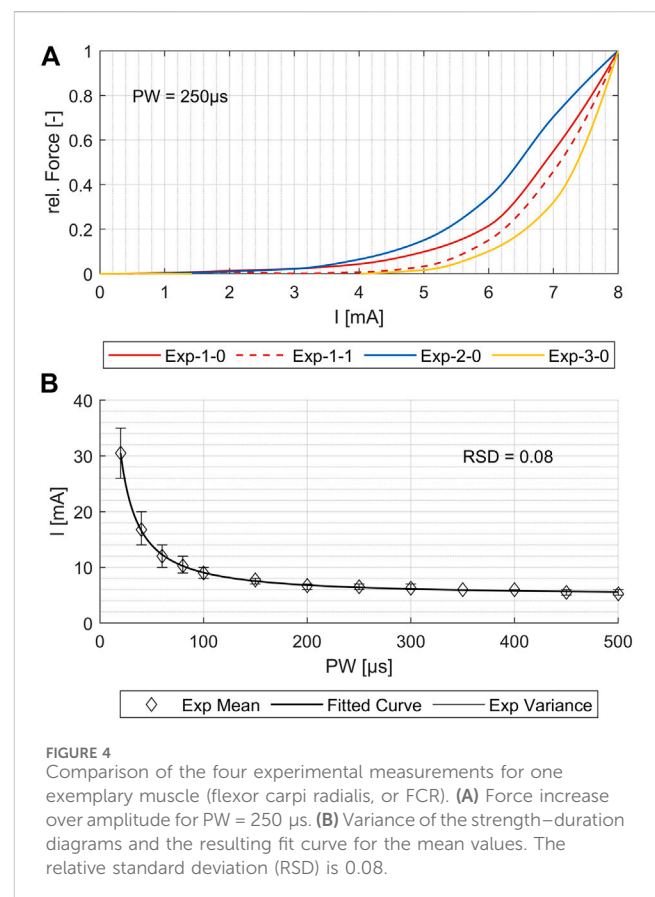 A
1
0.8
0.6
0.4
0.2
0
rel. Force [-]
PW = 250µs
0 1 2 3 4 5 6 7 8
I [mA]
Exp-1-0 Exp-1-1 Exp-2-0 Exp-3-0
B
40
30
20
10
0
I [mA]
RSD = 0.08
0 100 200 300 400 500
PW [µs]
Exp Mean Fitted Curve Exp Variance
FIGURE 4
Comparison of the four experimental measurements for one
exemplary muscle (flexor carpi radialis, or FCR). (A) Force increase
over amplitude for PW = 250 µs. (B) Variance of the strength–duration
diagrams and the resulting fit curve for the mean values. The
relative standard deviation (RSD) is 0.08.